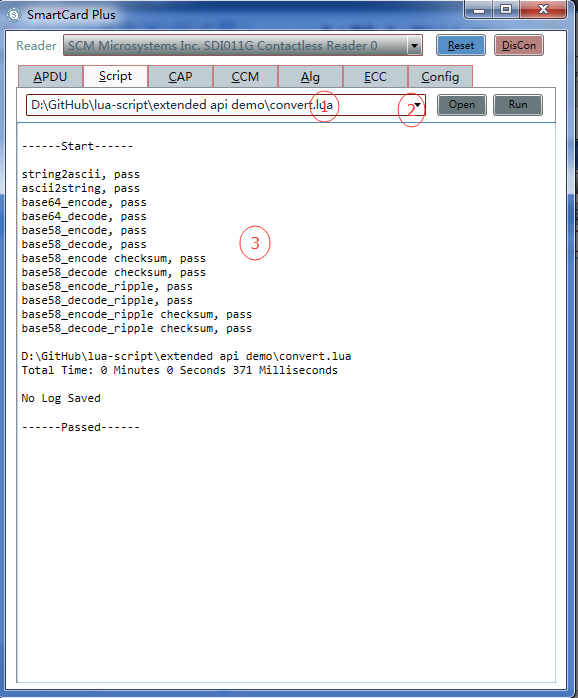 SmartCard Plus
Reader SCM Microsystems Inc. SDI011G Contactless Reader 0 Reset DisCon
APDU Script CAP CCM Alg ECC Config
D:\GitHub\lua-script\extended api demo\convert.lua Open Run
1 2
------Start------
string2ascii, pass
ascii2string, pass
base64_encode, pass
base64_decode, pass
base58_encode, pass
base58_decode, pass
3
base58_encode checksum, pass
base58_decode checksum, pass
base58_encode_ripple, pass
base58_decode_ripple, pass
base58_encode_ripple checksum, pass
base58_decode_ripple checksum, pass
D:\GitHub\lua-script\extended api demo\convert.lua
Total Time: 0 Minutes 0 Seconds 371 Milliseconds
No Log Saved
------Passed------